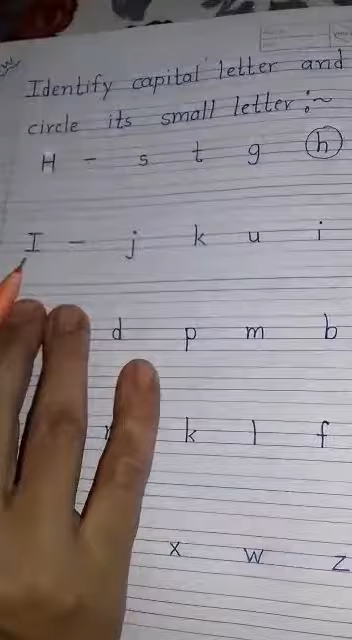 Identify capital letter and
circle its small letter :~
H - s t g h
I - j k u i
d p m b
k l f
x w z